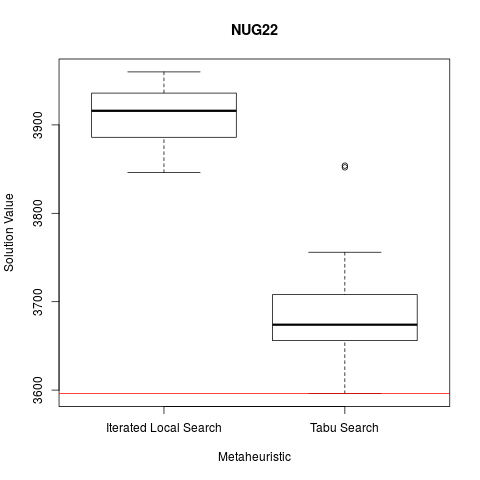 NUG22
Solution Value
3900
3800
3700
3600
Iterated Local Search
Tabu Search
Metaheuristic